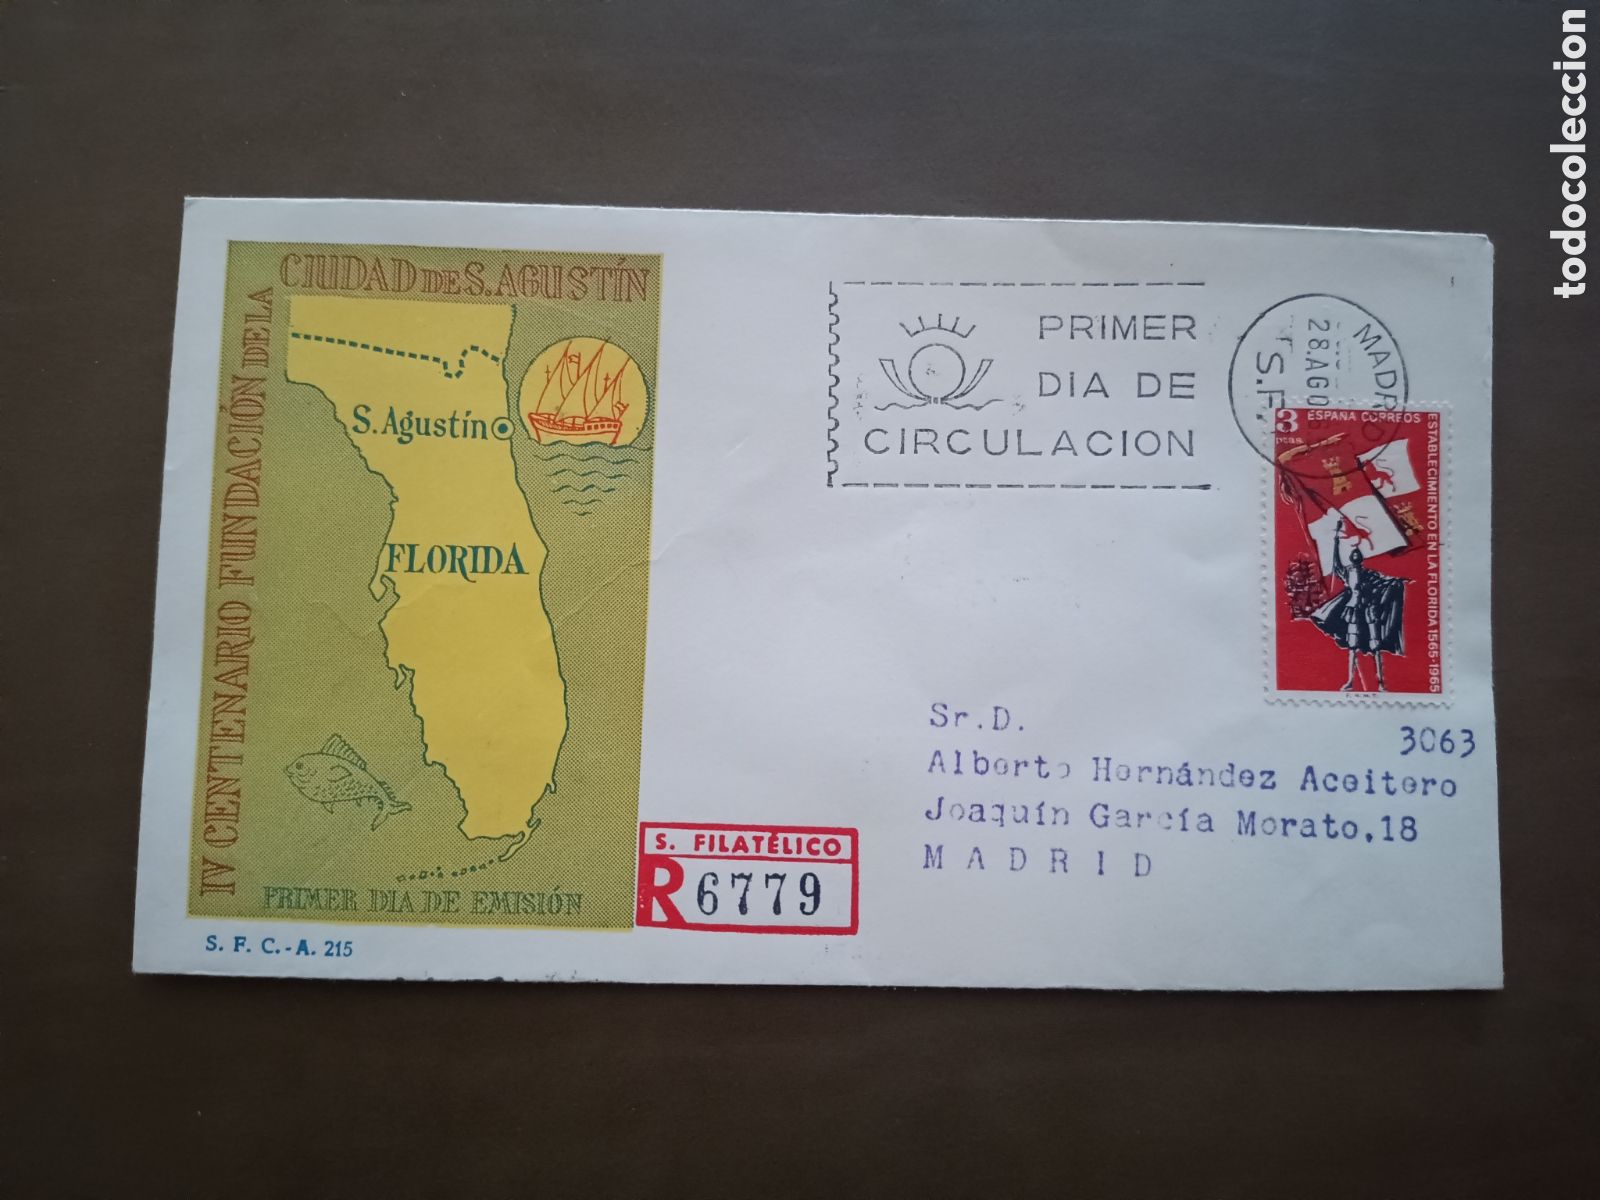 todocoleccion
IV CENTENARIO FUNDACIÓN DE LA
CIUDAD DE S. AGUSTÍN
S. Agustín
FLORIDA
PRIMER DIA DE EMISIÓN
S. F. C.-A. 215
PRIMER
DIA DE
CIRCULACION
MADRID
28.AGO
S.F.
3
ptas
ESPAÑA CORREOS
ESTABLECIMIENTO EN LA FLORIDA 1565-1965
F.N.M.T.
3063
Sr.D.
Alberto Hernández Aceitero
Joaquín García Morato,18
MADRID
S. FILATÉLICO
R 6779